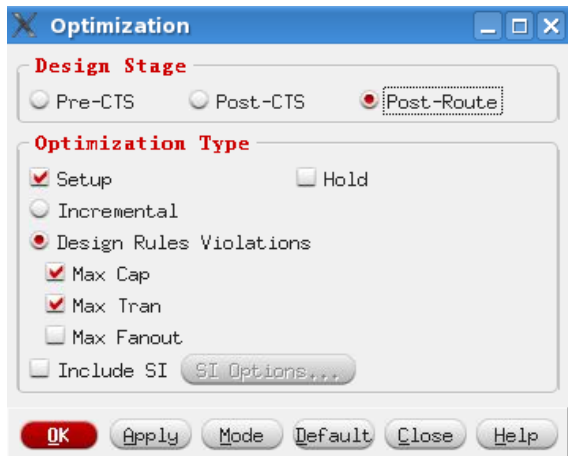 Optimization
Design Stage
Pre-CTS Post-CTS Post-Route
Optimization Type
Setup Hold
Incremental
Design Rules Violations
Max Cap
Max Tran
Max Fanout
Include SI SI Options...
OK Apply Mode Default Close Help